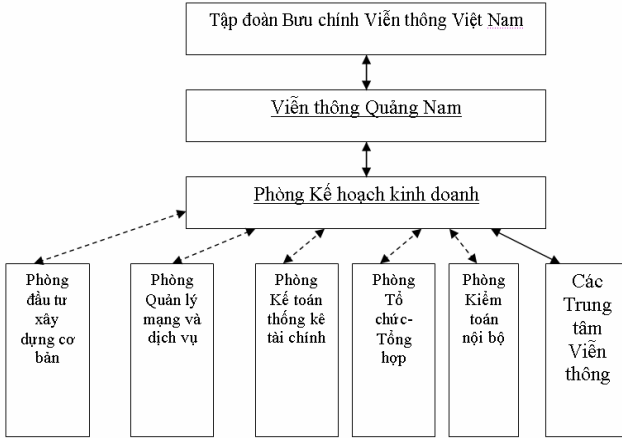 Tập đoàn Bưu chính Viễn thông Việt Nam
Viễn thông Quảng Nam
Phòng Kế hoạch kinh doanh
Phòng
đầu tư
xây
dựng cơ
bản
Phòng
Quản lý
mạng và
dịch vụ
Phòng
Kế toán
thống kê
tài chính
Phòng
Tổ
chức-
Tổng
hợp
Phòng
Kiểm
toán
nội bộ
Các
Trung
tâm
Viễn
thông